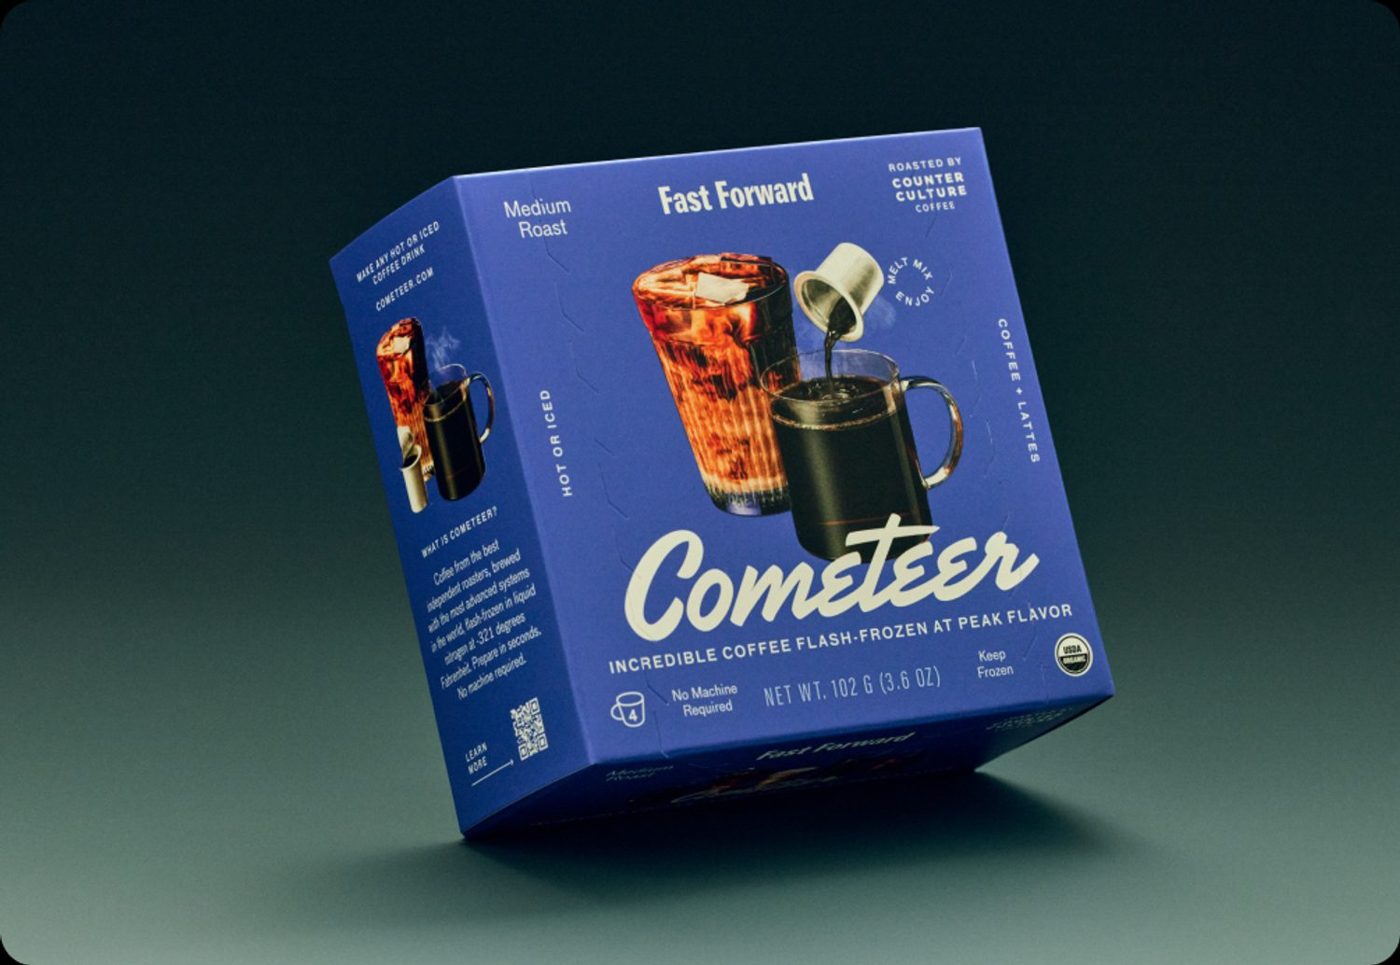 MAKE ANY HOT OR ICED
COFFEE DRINK
COMETEER.COM
WHAT IS COMETEER?
Coffee from the best
independent roasters, brewed
with the most advanced systems
in the world, flash-frozen in liquid
nitrogen at -321 degrees
Fahrenheit. Prepare in seconds.
No machine required.
LEARN
MORE
Medium
Roast
Fast Forward
ROASTED BY
COUNTER
CULTURE
COFFEE
MELT MIX
ENJOY
HOT OR ICED
COFFEE + LATTES
Cometeer
INCREDIBLE COFFEE FLASH-FROZEN AT PEAK FLAVOR
4
No Machine
Required
NET WT. 102 G (3.6 OZ)
Keep
Frozen
USDA
ORGANIC
Medium
Roast
Fast Forward